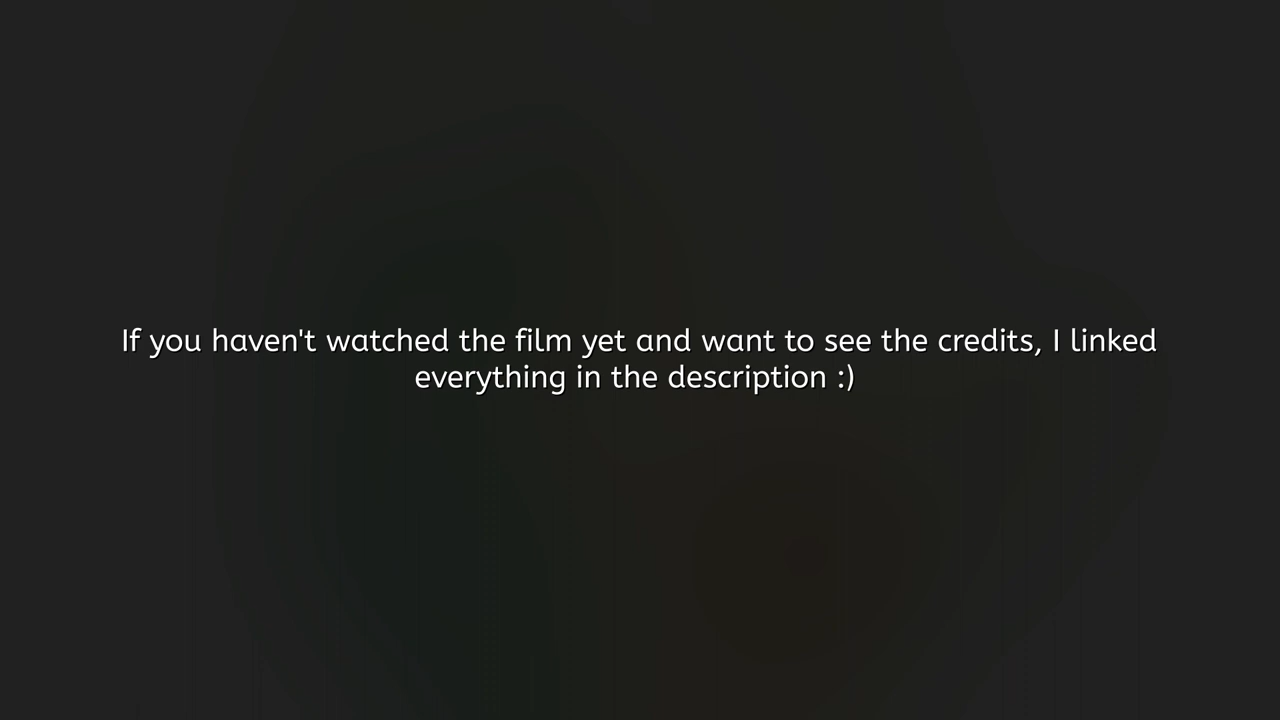 If you haven't watched the film yet and want to see the credits, I linked
everything in the description :)